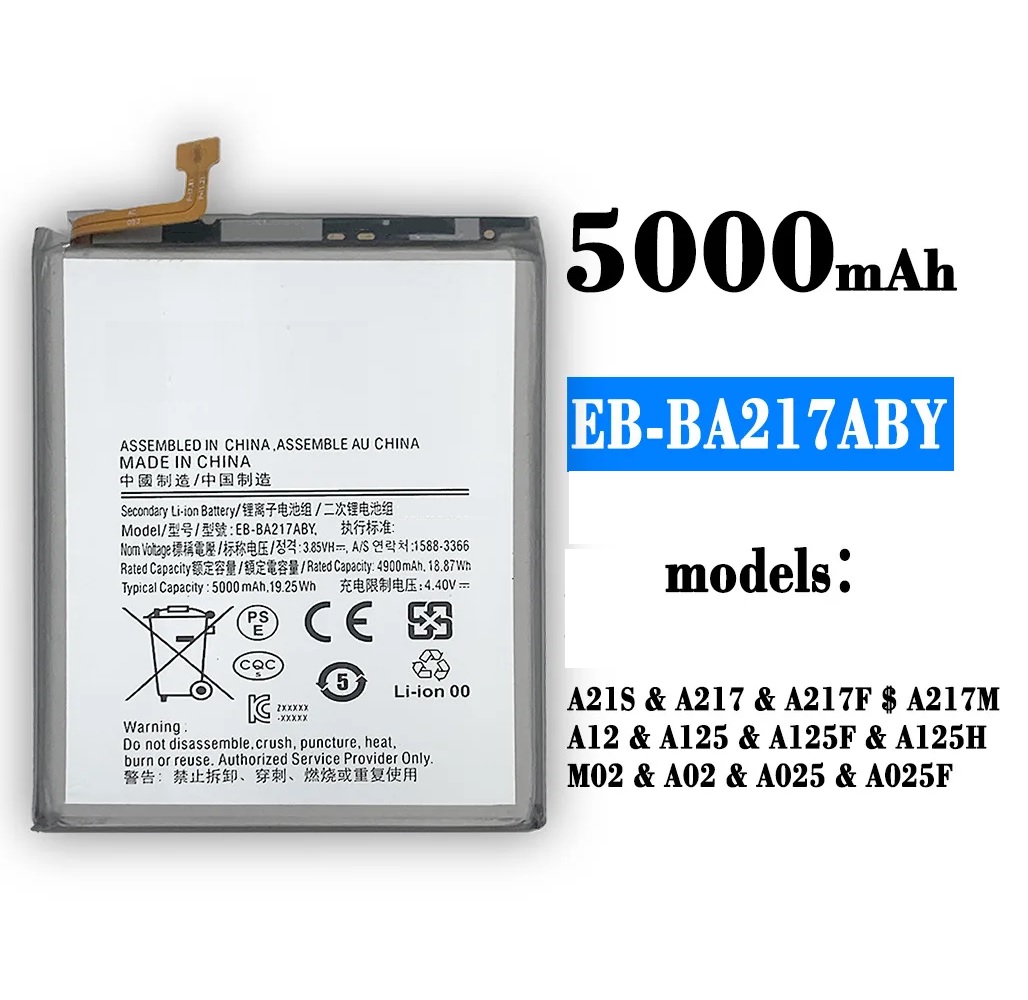 5000mAh
EB-BA217ABY
models:
A21S & A217 & A217F $ A217M
A12 & A125 & A125F & A125H
M02 & A02 & A025 & A025F
ASSEMBLED IN CHINA,ASSEMBLE AU CHINA
MADE IN CHINA
中國制造/中国制造
Secondary Li-ion Battery/锂离子电池组/二次锂电池组
Model/型号/型號:EB-BA217ABY, 执行标准:
Nom Voltage標稱電壓/标称电压/정격:3.85VH⎓, A/S 연락처:1588-3366
Rated Capacity额定容量/額定電容量/Rated Capacity: 4900mAh, 18.87Wh
Typical Capacity:5000mAh,19.25Wh 充电限制电压:4.40V⎓
PS
E
CE
CQC
S
5
Li-ion 00
ZXXXXX
-XXXXX
Warning:
Do not disassemble,crush, puncture, heat,
burn or reuse. Authorized Service Provider Only.
警告: 禁止拆卸、穿刺、燃烧或重复使用